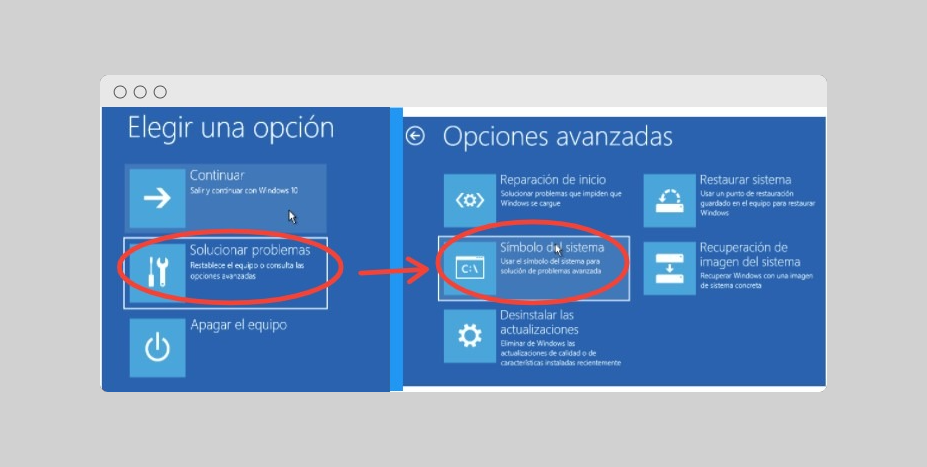 Elegir una opción
Continuar
Salir y continuar con Windows 10
Solucionar problemas
Restablece el equipo o consulta las
opciones avanzadas
Apagar el equipo
Opciones avanzadas
Reparación de inicio
Solucionar problemas que impiden que
Windows se cargue
Símbolo del sistema
Usar el símbolo del sistema para
solución de problemas avanzada
C:\
Desinstalar las
actualizaciones
Eliminar de Windows las
actualizaciones de calidad o de
características instaladas recientemente
Restaurar sistema
Usar un punto de restauración
guardado en el equipo para restaurar
Windows
Recuperación de
imagen del sistema
Recuperar Windows con una imagen
de sistema concreta